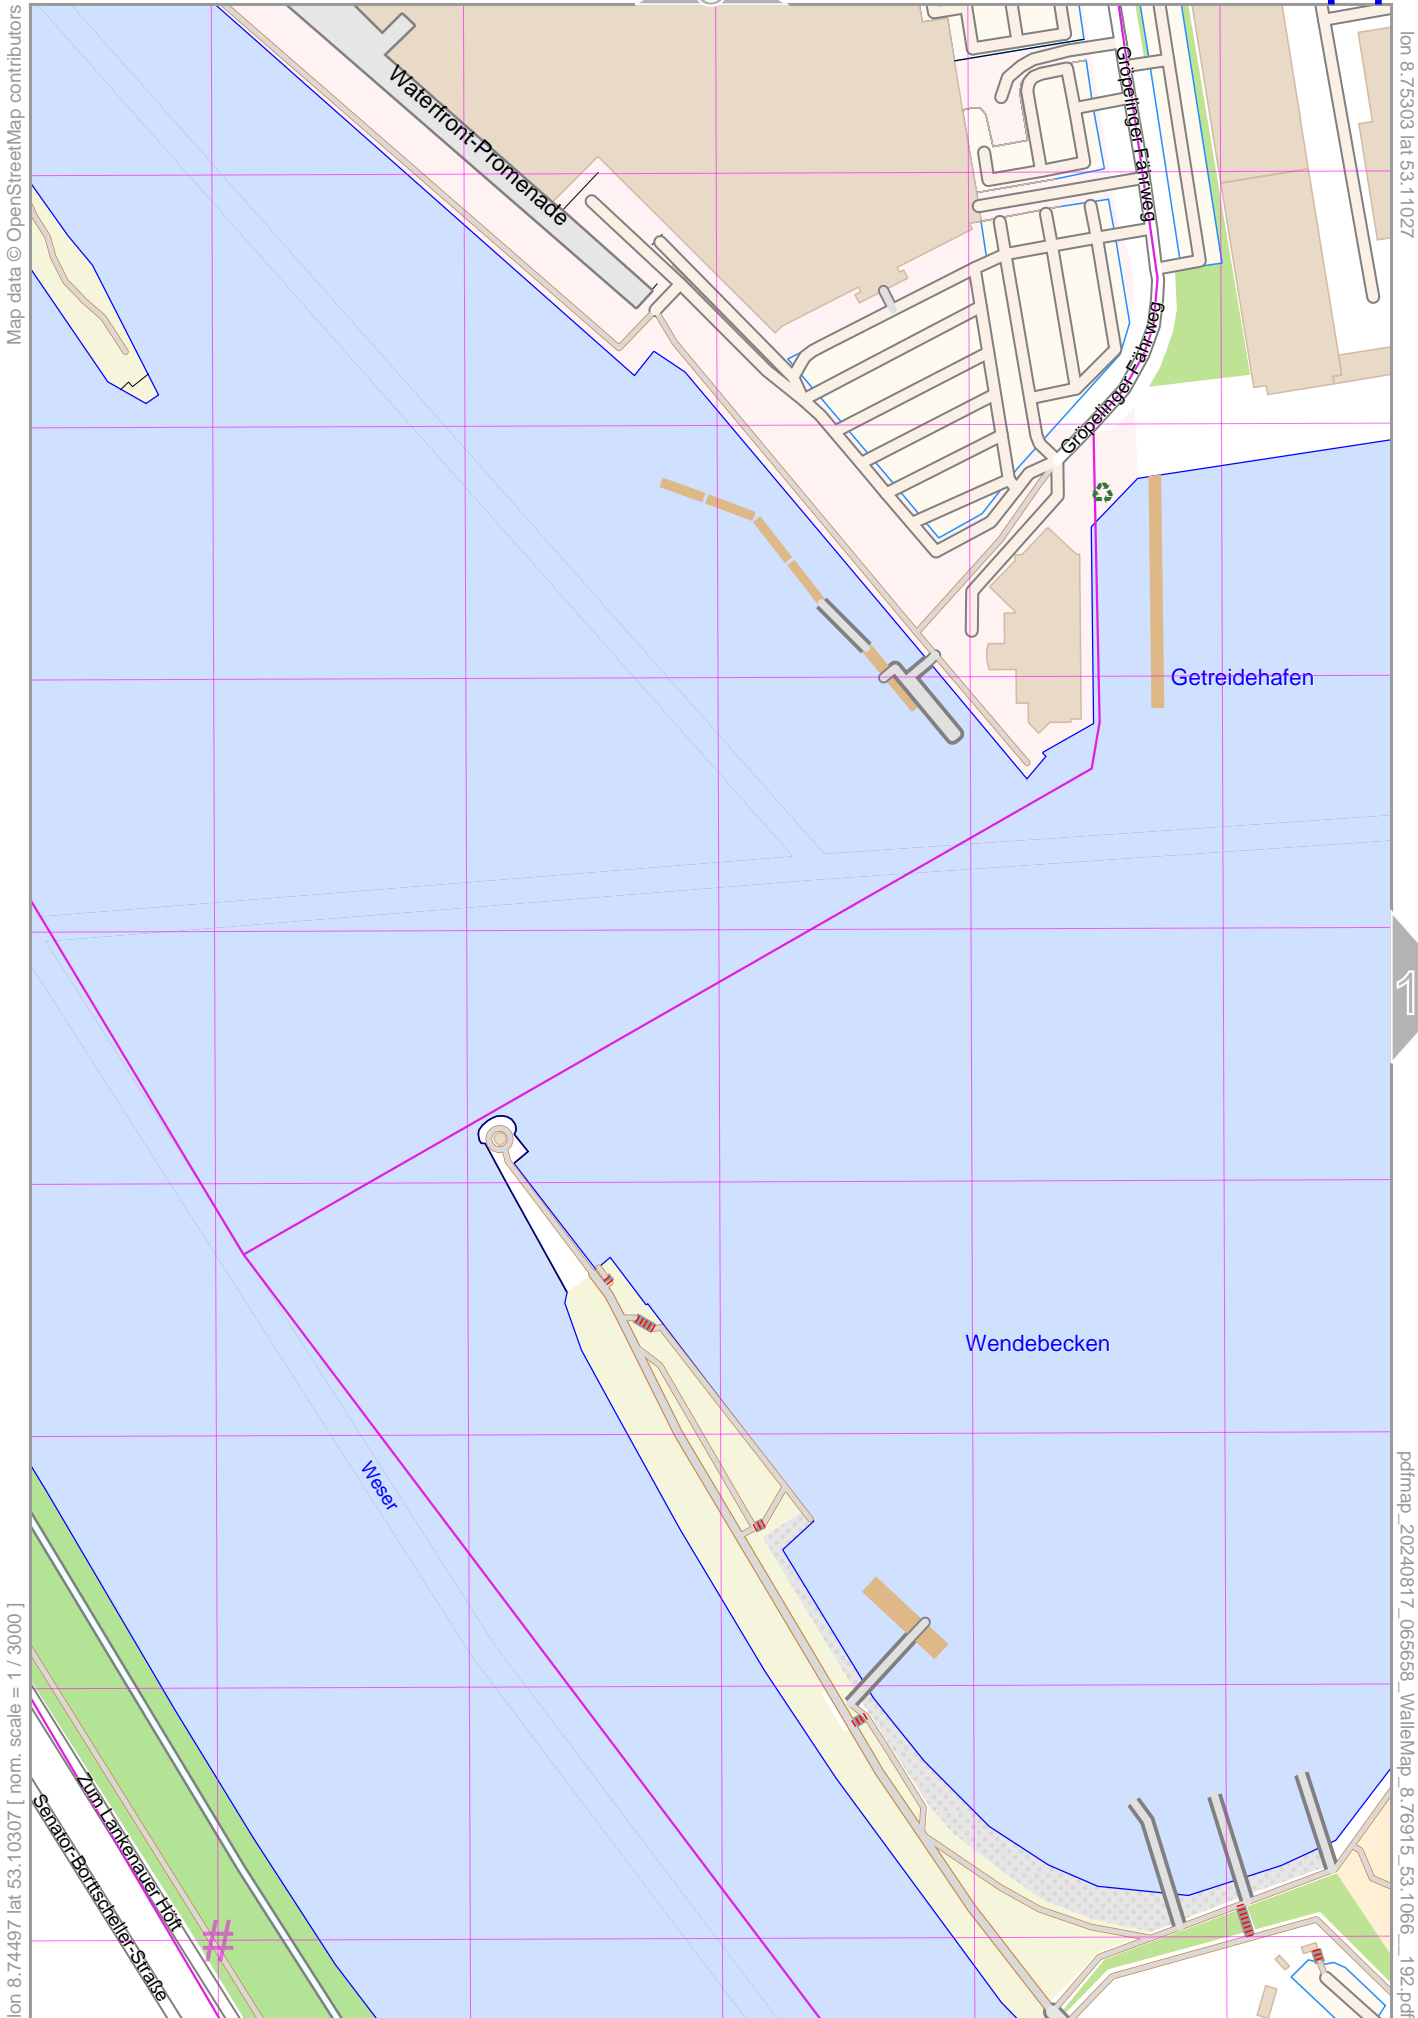 Map data © OpenStreetMap contributors
lon 8.75303 lat 53.11027
Waterfront-Promenade
Gröpelinger Fährweg
Gröpelinger Fährweg
Getreidehafen
1
Wendebecken
Weser
Zum Lankenauer Höft
Senator-Bortscheller-Straße
#
lon 8.74497 lat 53.10307 [ nom. scale = 1 / 3000 ]
pdfmap_20240817_065658_WalleMap_8.76915_53.1066__192.pdf